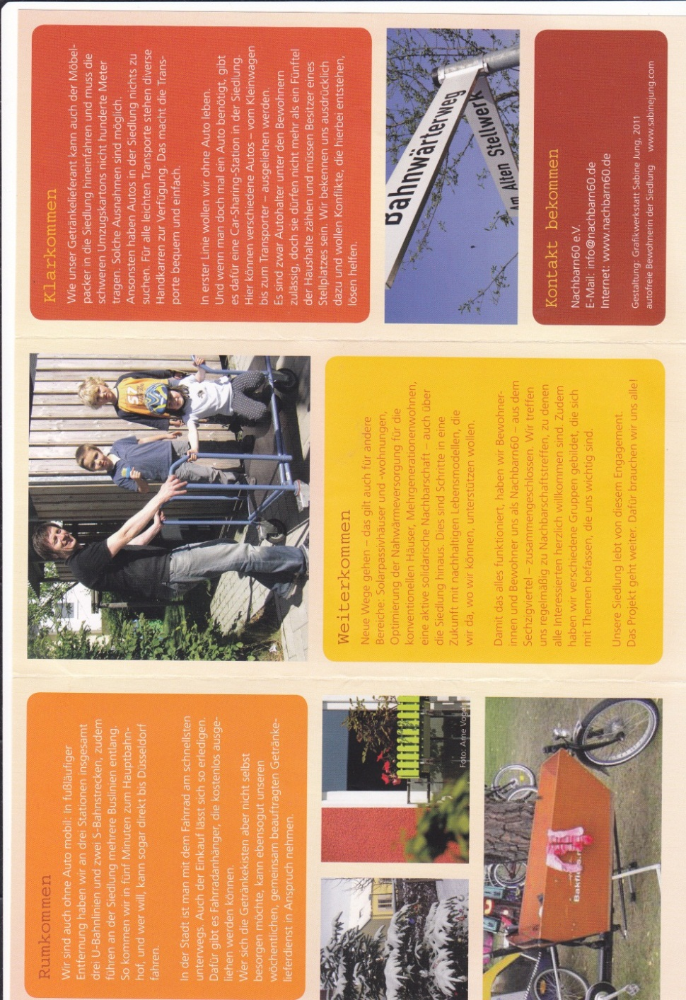 Rumkommen
Wir sind auch ohne Auto mobil: In fußläufiger
Entfernung haben wir an drei Stationen insgesamt
drei U-Bahnlinien und zwei S-Bahnstrecken, zudem
führen an der Siedlung mehrere Buslinien entlang.
So kommen wir in fünf Minuten zum Hauptbahn-
hof, und wer will, kann sogar direkt bis Düsseldorf
fahren.
In der Stadt ist man mit dem Fahrrad am schnellsten
unterwegs. Auch der Einkauf lässt sich so erledigen.
Dafür gibt es Fahrradanhänger, die kostenlos ausge-
liehen werden können.
Wer sich die Getränkekisten aber nicht selbst
besorgen möchte, kann ebensogut unseren
wöchentlichen, gemeinsam beauftragten Getränke-
lieferdienst in Anspruch nehmen.
Foto: Arne Vogel
Bakfiets.n
57
Weiterkommen
Neue Wege gehen – das gilt auch für andere
Bereiche: Solarpassivhäuser und -wohnungen,
Optimierung der Nahwärmeversorgung für die
konventionellen Häuser, Mehrgenerationenwohnen,
eine aktive solidarische Nachbarschaft – auch über
die Siedlung hinaus. Dies sind Schritte in eine
Zukunft mit nachhaltigen Lebensmodellen, die
wir da, wo wir können, unterstützen wollen.
Damit das alles funktioniert, haben wir Bewohner-
innen und Bewohner uns als Nachbarn60 – aus dem
Sechzigviertel – zusammengeschlossen. Wir treffen
uns regelmäßig zu Nachbarschaftstreffen, zu denen
alle Interessierten herzlich willkommen sind. Zudem
haben wir verschiedene Gruppen gebildet, die sich
mit Themen befassen, die uns wichtig sind.
Unsere Siedlung lebt von diesem Engagement.
Das Projekt geht weiter. Dafür brauchen wir uns alle!
Klarkommen
Wie unser Getränkelieferant kann auch der Möbel-
packer in die Siedlung hineinfahren und muss die
schweren Umzugskartons nicht hunderte Meter
tragen. Solche Ausnahmen sind möglich.
Ansonsten haben Autos in der Siedlung nichts zu
suchen. Für alle leichten Transporte stehen diverse
Handkarren zur Verfügung. Das macht die Trans-
porte bequem und einfach.
In erster Linie wollen wir ohne Auto leben.
Und wenn man doch mal ein Auto benötigt, gibt
es dafür eine Car-Sharing-Station in der Siedlung.
Hier können verschiedene Autos – vom Kleinwagen
bis zum Transporter – ausgeliehen werden.
Es sind zwar Autohalter unter den Bewohnern
zulässig, doch sie dürfen nicht mehr als ein Fünftel
der Haushalte zählen und müssen Besitzer eines
Stellplatzes sein. Wir bekennen uns ausdrücklich
dazu und wollen Konflikte, die hierbei entstehen,
lösen helfen.
Bahnwärterweg
Am Alten Stellwerk
Kontakt bekommen
Nachbarn60 e.V.
E-Mail: info@nachbarn60.de
Internet: www.nachbarn60.de
Gestaltung: Grafikwerkstatt Sabine Jung, 2011
autofreie Bewohnerin der Siedlung www.sabinejung.com